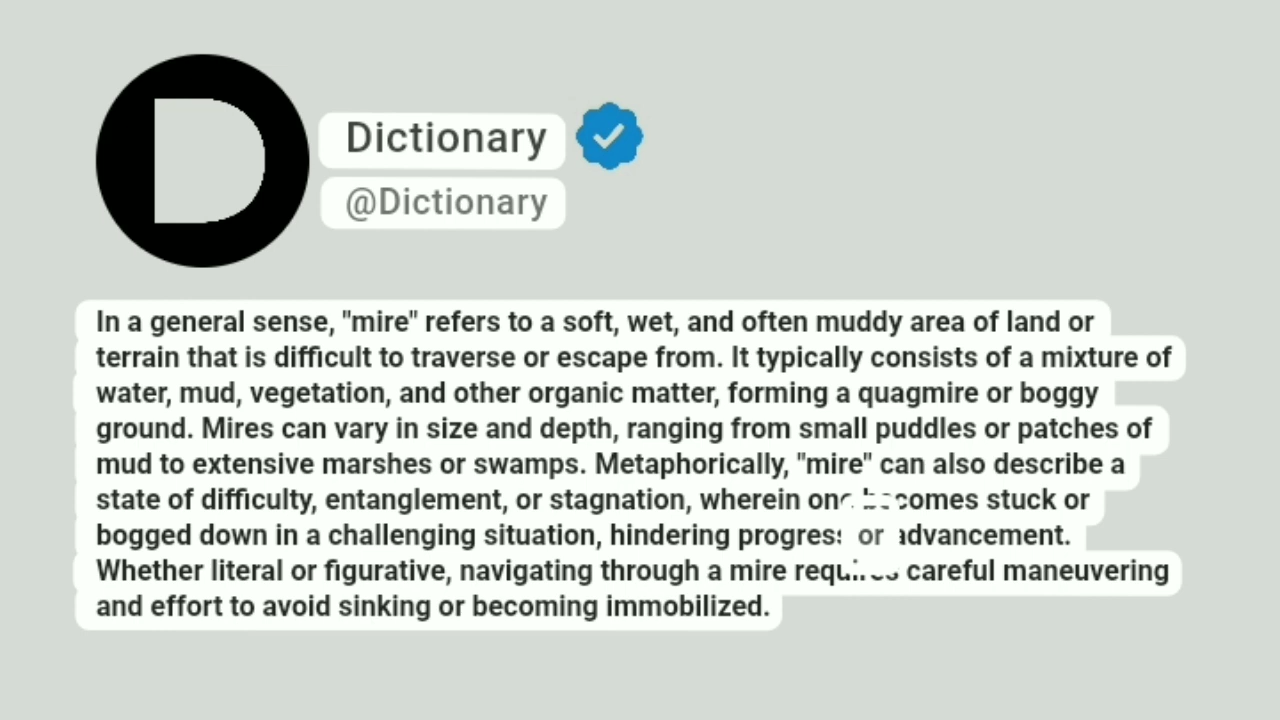 D
Dictionary
@Dictionary
In a general sense, "mire" refers to a soft, wet, and often muddy area of land or
terrain that is difficult to traverse or escape from. It typically consists of a mixture of
water, mud, vegetation, and other organic matter, forming a quagmire or boggy
ground. Mires can vary in size and depth, ranging from small puddles or patches of
mud to extensive marshes or swamps. Metaphorically, "mire" can also describe a
state of difficulty, entanglement, or stagnation, wherein one becomes stuck or
bogged down in a challenging situation, hindering progress or advancement.
Whether literal or figurative, navigating through a mire requires careful maneuvering
and effort to avoid sinking or becoming immobilized.